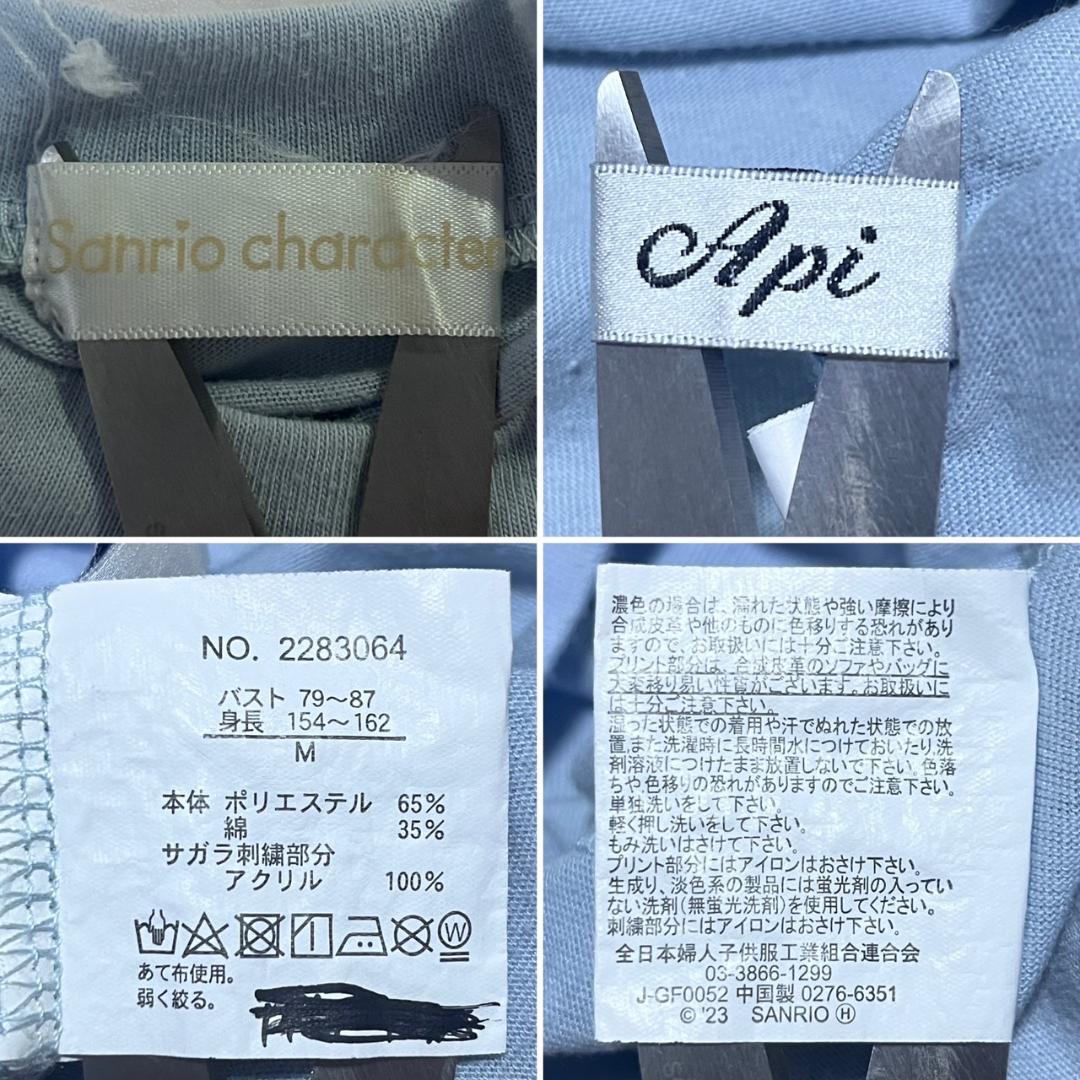 Sanrio character
Api
NO. 2283064
バスト 79～87
身長 154～162
M
本体 ポリエステル 65%
綿 35%
サガラ刺繍部分
アクリル 100%
W
あて布使用。
弱く絞る。
濃色の場合は、濡れた状態や強い摩擦により
合成皮革や他のものに色移りする恐れがあり
ますので、お取扱いには十分ご注意下さい。
プリント部分は、合成皮革のソファやバッグに
大変移り易い性質がございます。お取扱いに
は十分ご注意下さい。
湿った状態での着用や汗でぬれた状態での放
置、また洗濯時に長時間水につけておいたり、洗
剤溶液につけたまま放置しないで下さい。色落
ちや色移りの恐れがありますのでご注意下さい。
単独洗いをして下さい。
軽く押し洗いをして下さい。
もみ洗いはさけて下さい。
プリント部分にはアイロンはおさけ下さい。
生成り、淡色系の製品には蛍光剤の入ってい
ない洗剤(無蛍光洗剤)を使用してください。
刺繍部分にはアイロンはおさけ下さい。
全日本婦人子供服工業組合連合会
03-3866-1299
J-GF0052 中国製 0276-6351
© '23 SANRIO Ⓗ